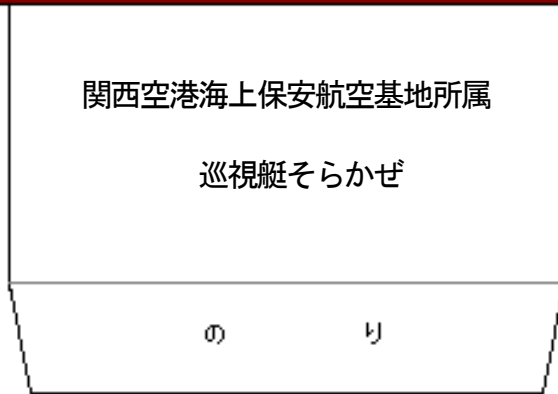 関西空港海上保安航空基地所属
巡視艇そらかぜ
のり